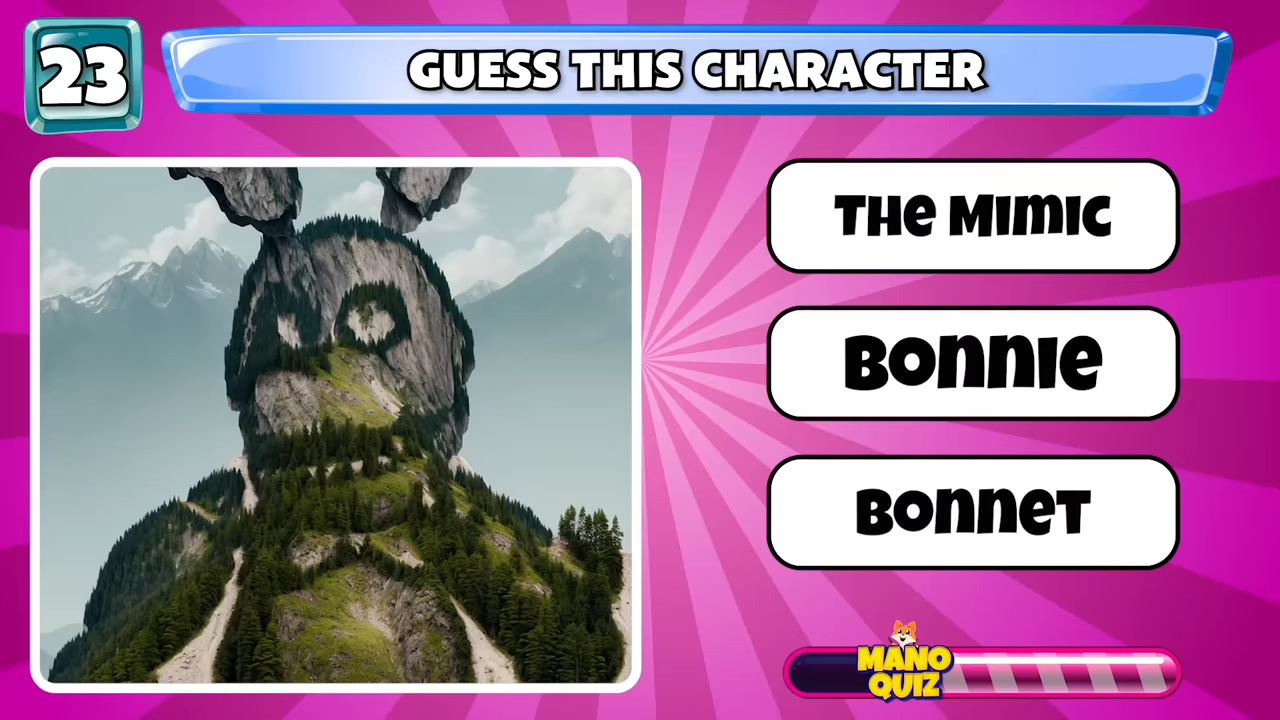 23
GUESS THIS CHARACTER
THE MIMIC
BONNIE
BONNET
MANO
QUIZ